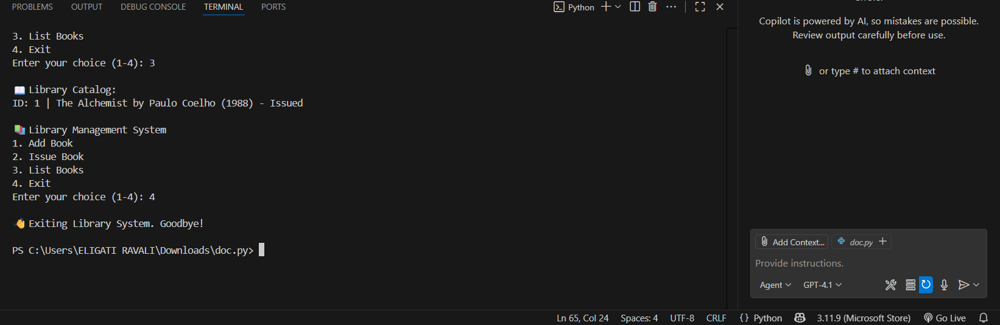 PROBLEMS OUTPUT DEBUG CONSOLE TERMINAL PORTS
Python
3. List Books
4. Exit
Enter your choice (1-4): 3
📖 Library Catalog:
ID: 1 | The Alchemist by Paulo Coelho (1988) - Issued
📚 Library Management System
1. Add Book
2. Issue Book
3. List Books
4. Exit
Enter your choice (1-4): 4
👋 Exiting Library System. Goodbye!
PS C:\Users\ELIGATI RAVALI\Downloads\doc.py>
Copilot is powered by AI, so mistakes are possible.
Review output carefully before use.
or type # to attach context
Add Context... doc.py
Provide instructions.
Agent GPT-4.1
Ln 65, Col 24 Spaces: 4 UTF-8 CRLF {} Python 3.11.9 (Microsoft Store) Go Live